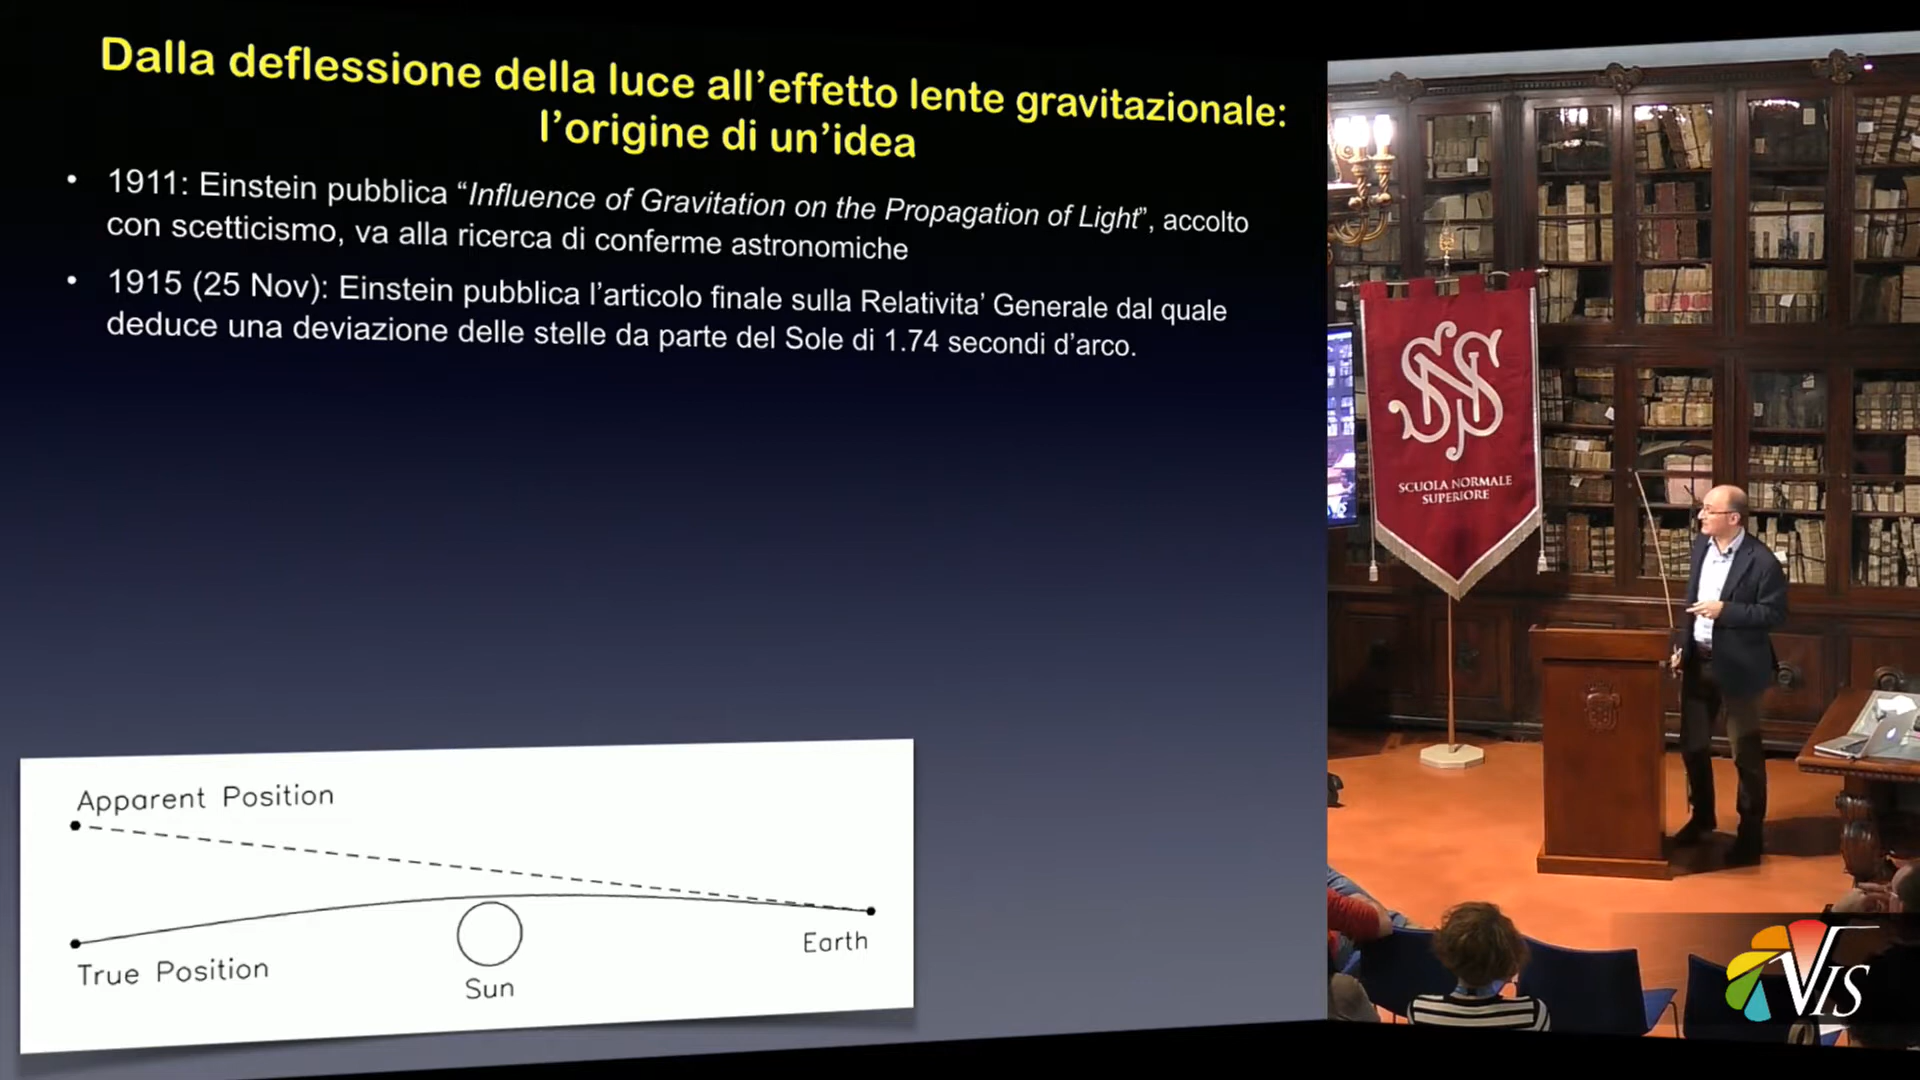 Dalla deflessione della luce all’effetto lente gravitazionale:
l’origine di un’idea
• 1911: Einstein pubblica “Influence of Gravitation on the Propagation of Light”, accolto
con scetticismo, va alla ricerca di conferme astronomiche
• 1915 (25 Nov): Einstein pubblica l’articolo finale sulla Relativita’ Generale dal quale
deduce una deviazione delle stelle da parte del Sole di 1.74 secondi d’arco.
Apparent Position
True Position
Sun
Earth
SNS
SCUOLA NORMALE
SUPERIORE
VIS